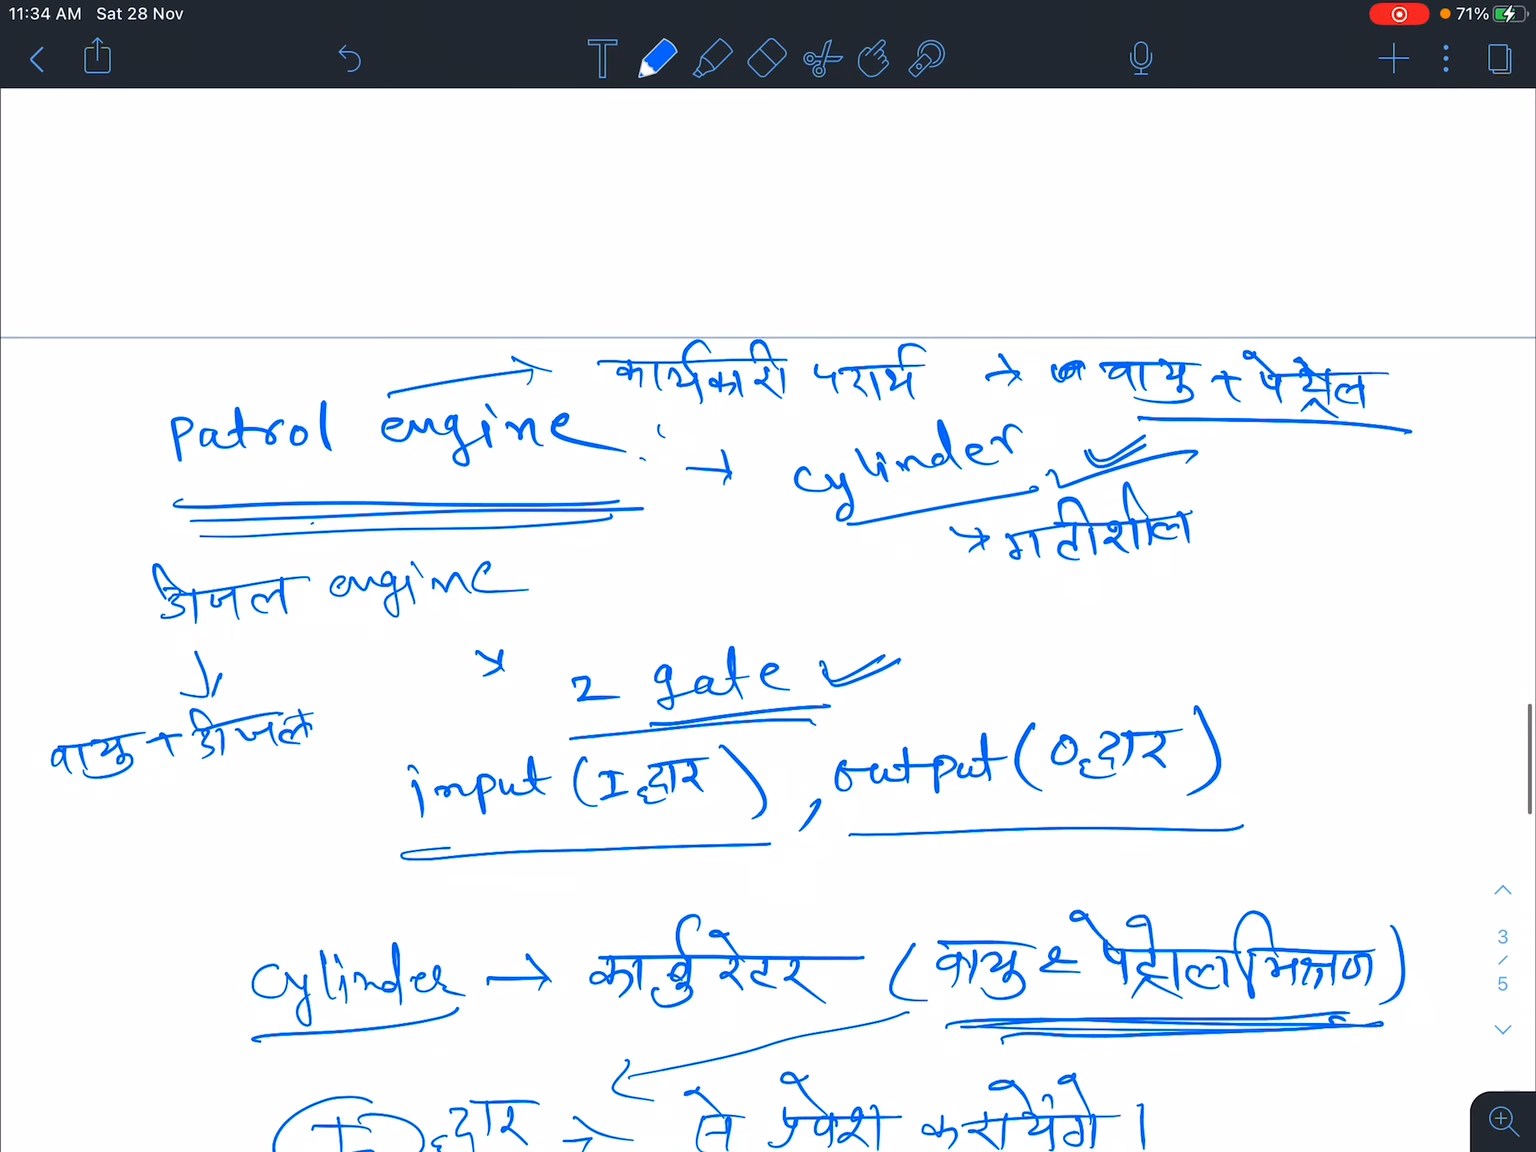 11:34 AM Sat 28 Nov
71%
→ कार्यकारी पदार्थ → वायु + पेट्रोल
Patrol engine
→ cylinder
→ गतीशील
डीजल engine
2 gate
वायु + डीजल
input (I द्वार), output (O द्वार)
cylinder → कार्बुरेटर (वायु & पेट्रोल मिश्रण)
I द्वार → से प्रवेश करायेंगे।
3
/
5